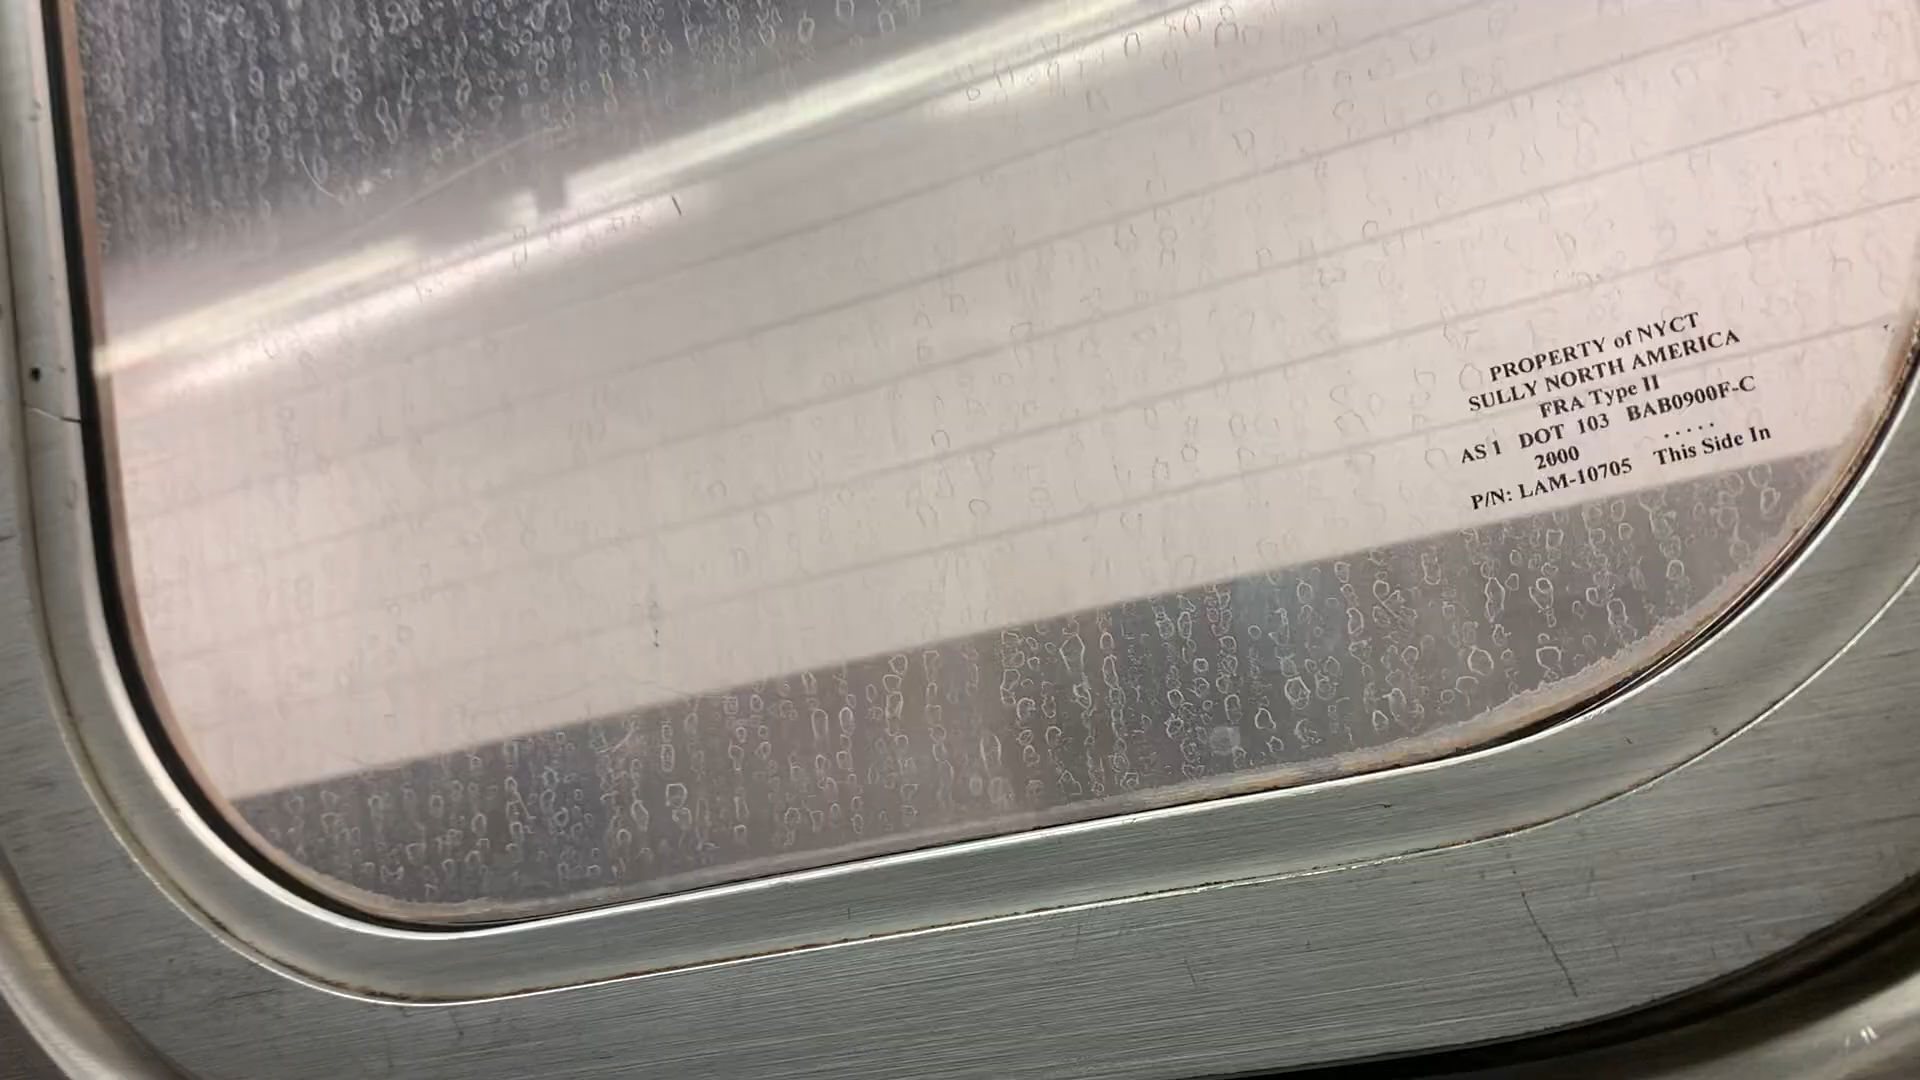 PROPERTY of NYCT
SULLY NORTH AMERICA
FRA Type II
AS 1 DOT 103 BAB0900F-C
2000 .....
P/N: LAM-10705 This Side In